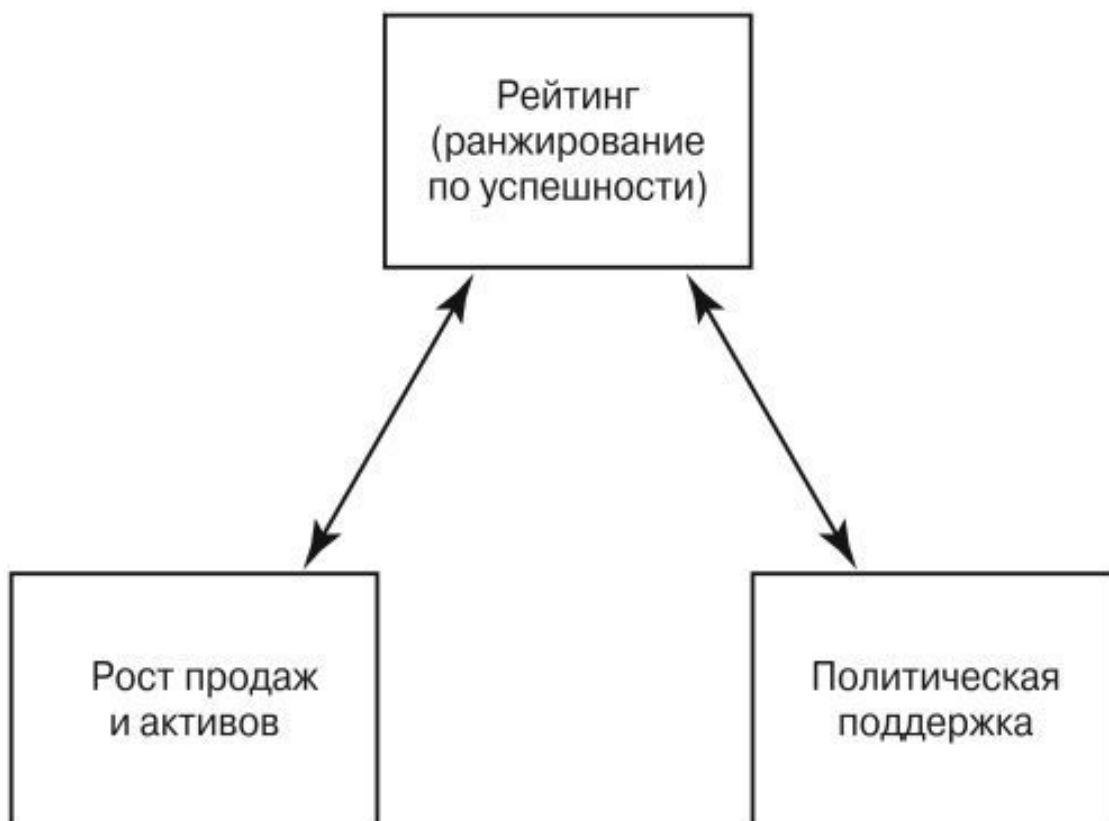 Рейтинг
(ранжирование
по успешности)
Рост продаж
и активов
Политическая
поддержка